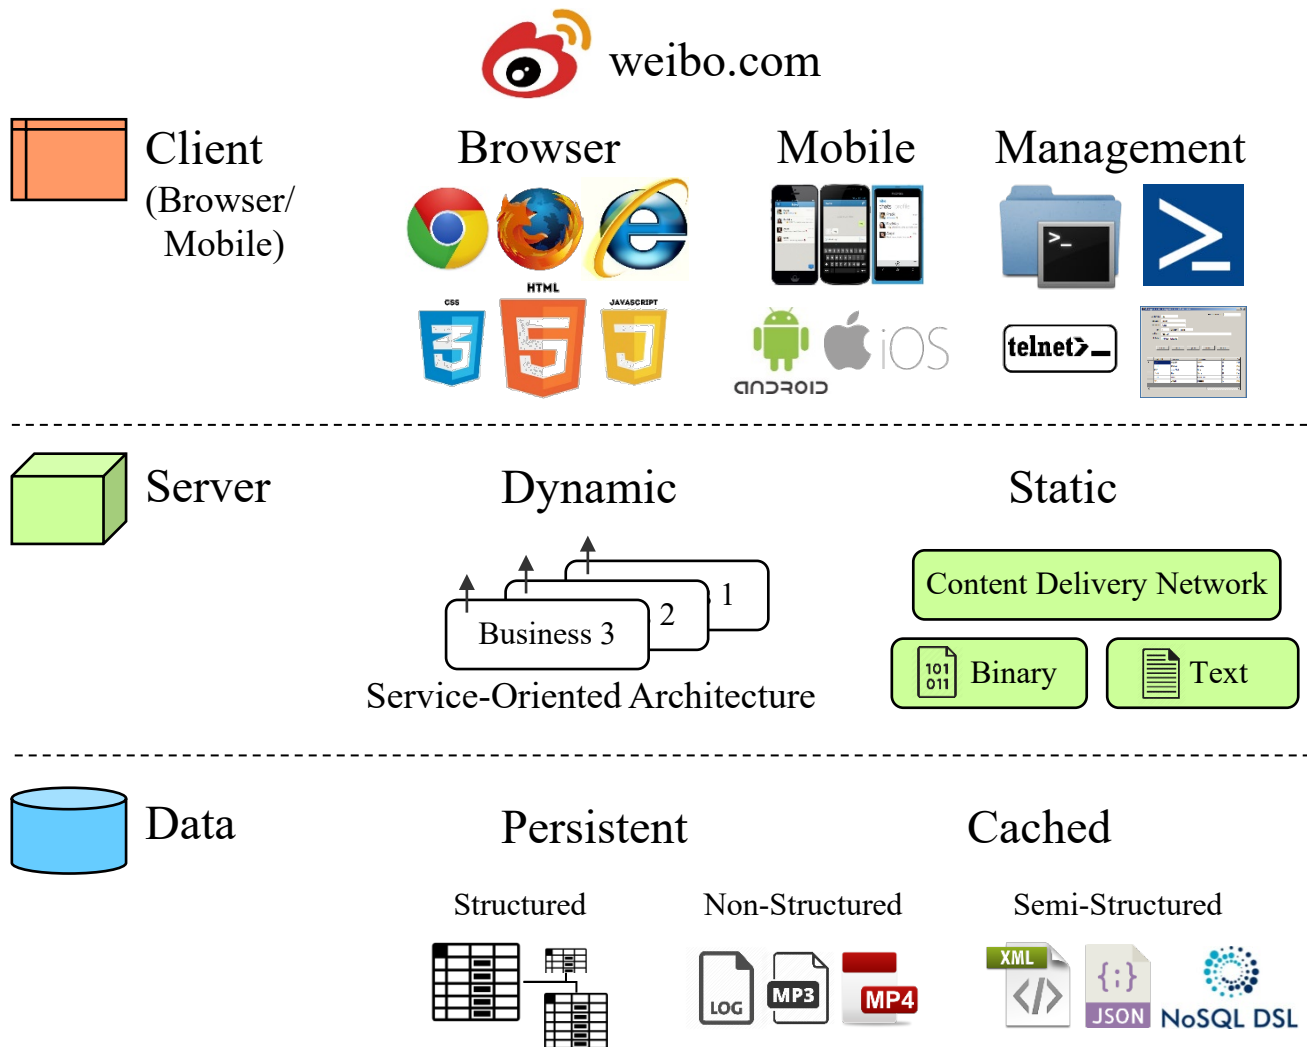 weibo.com
Client
(Browser/
Mobile)
Browser
Mobile
Management
CSS
3
HTML
5
JAVASCRIPT
J
android
iOS
telnet>_
Server
Dynamic
Static
1
2
Business 3
Service-Oriented Architecture
Content Delivery Network
101
011
Binary
Text
Data
Persistent
Cached
Structured
Non-Structured
Semi-Structured
LOG
MP3
MP4
XML
</>
{;}
JSON
NoSQL DSL